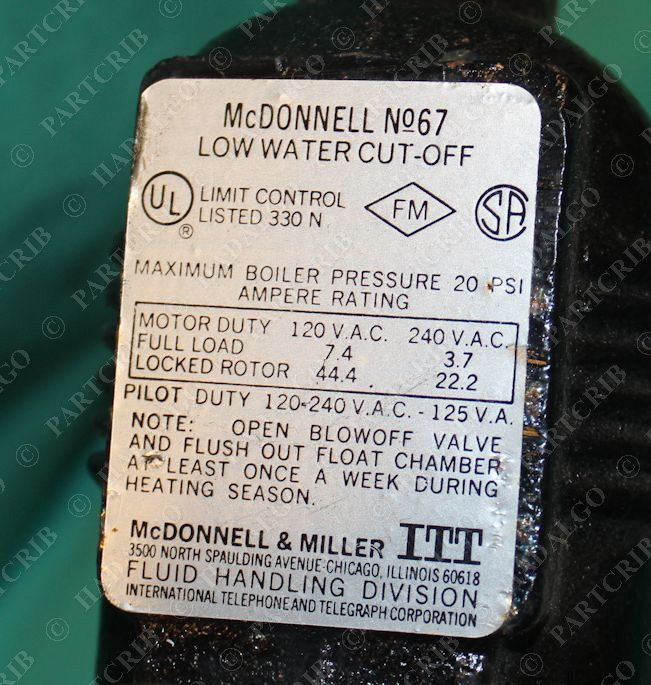 McDONNELL No67
LOW WATER CUT-OFF
UL ® LIMIT CONTROL
LISTED 330 N
FM
SA
MAXIMUM BOILER PRESSURE 20 PSI
AMPERE RATING
MOTOR DUTY 120 V.A.C. 240 V.A.C.
FULL LOAD 7.4 3.7
LOCKED ROTOR 44.4 22.2
PILOT DUTY 120-240 V.A.C. - 125 V.A.
NOTE: OPEN BLOWOFF VALVE
AND FLUSH OUT FLOAT CHAMBER
AT LEAST ONCE A WEEK DURING
HEATING SEASON.
McDONNELL & MILLER ITT
3500 NORTH SPAULDING AVENUE·CHICAGO, ILLINOIS 60618
FLUID HANDLING DIVISION
INTERNATIONAL TELEPHONE AND TELEGRAPH CORPORATION
© PARTCRIB © HADALGO